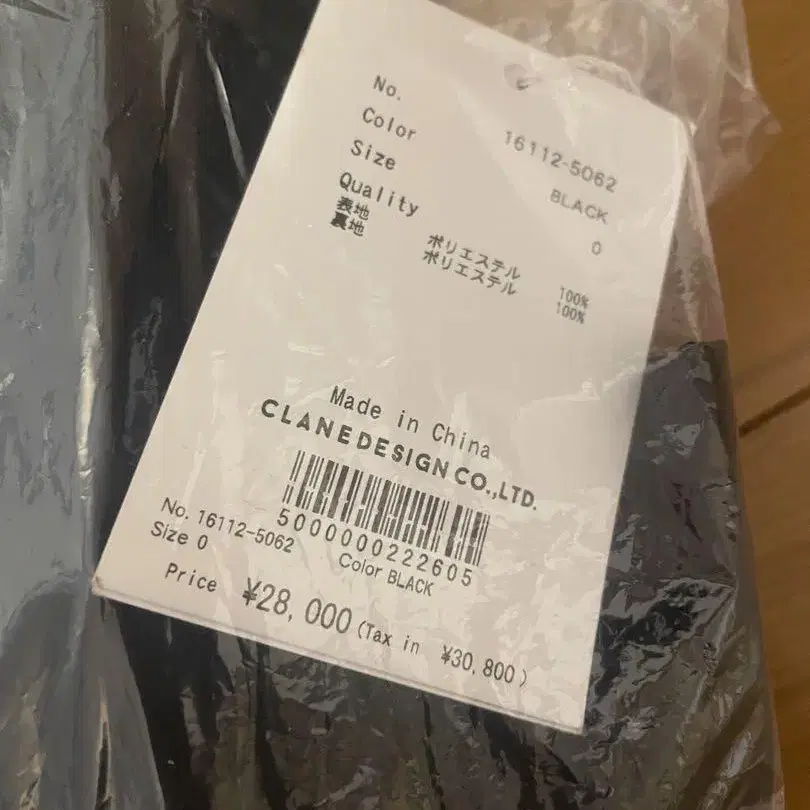 No. 16112-5062
Color BLACK
Size 0
Quality
表地 ポリエステル 100%
裏地 ポリエステル 100%
Made in China
CLANEDESIGN CO.,LTD.
5000000222605
No. 16112-5062
Size 0 Color BLACK
Price ¥28,000 (Tax in ¥30,800)